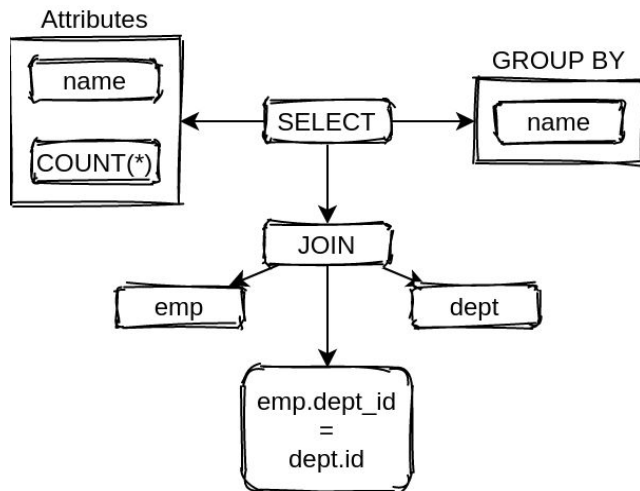 Attributes
name
COUNT(*)
SELECT
GROUP BY
name
JOIN
emp
dept
emp.dept_id
=
dept.id